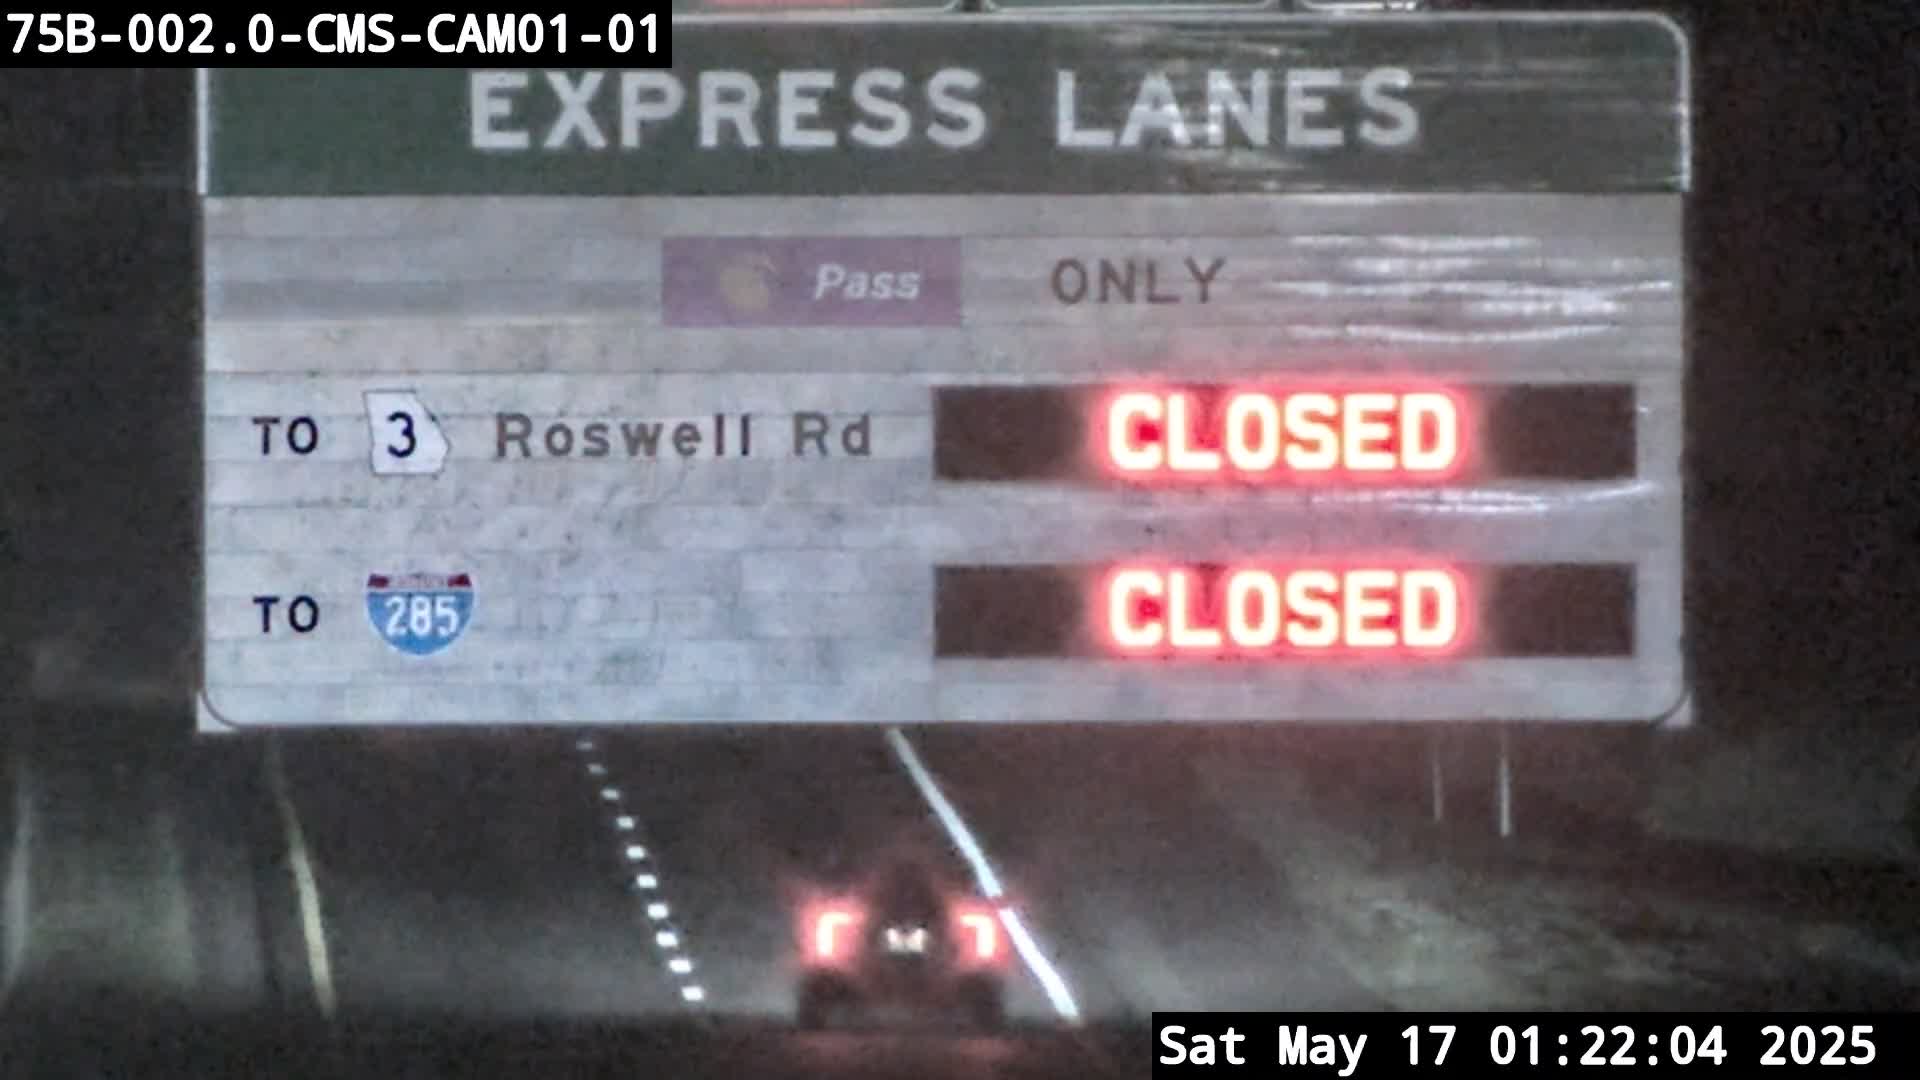 75B-002.0-CMS-CAM01-01
EXPRESS LANES
Pass ONLY
TO 3 Roswell Rd CLOSED
TO 285 CLOSED
Sat May 17 01:22:04 2025